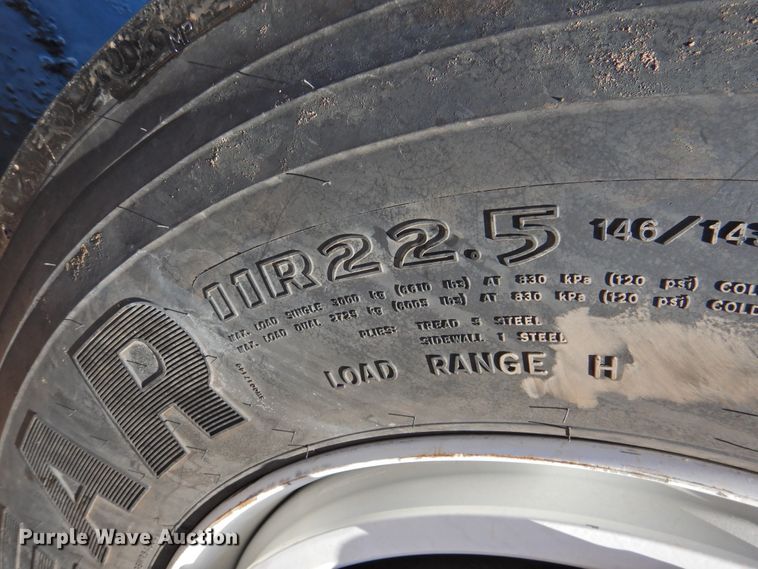 11R22.5 146/143
MAX. LOAD SINGLE 3000 kg (6610 lbs) AT 830 kPa (120 psi) COL
MAX. LOAD DUAL 2725 kg (6005 lbs) AT 830 kPa (120 psi) COLD
PLIES: TREAD 5 STEEL
SIDEWALL 1 STEEL
LOAD RANGE H
AR
Purple Wave Auction